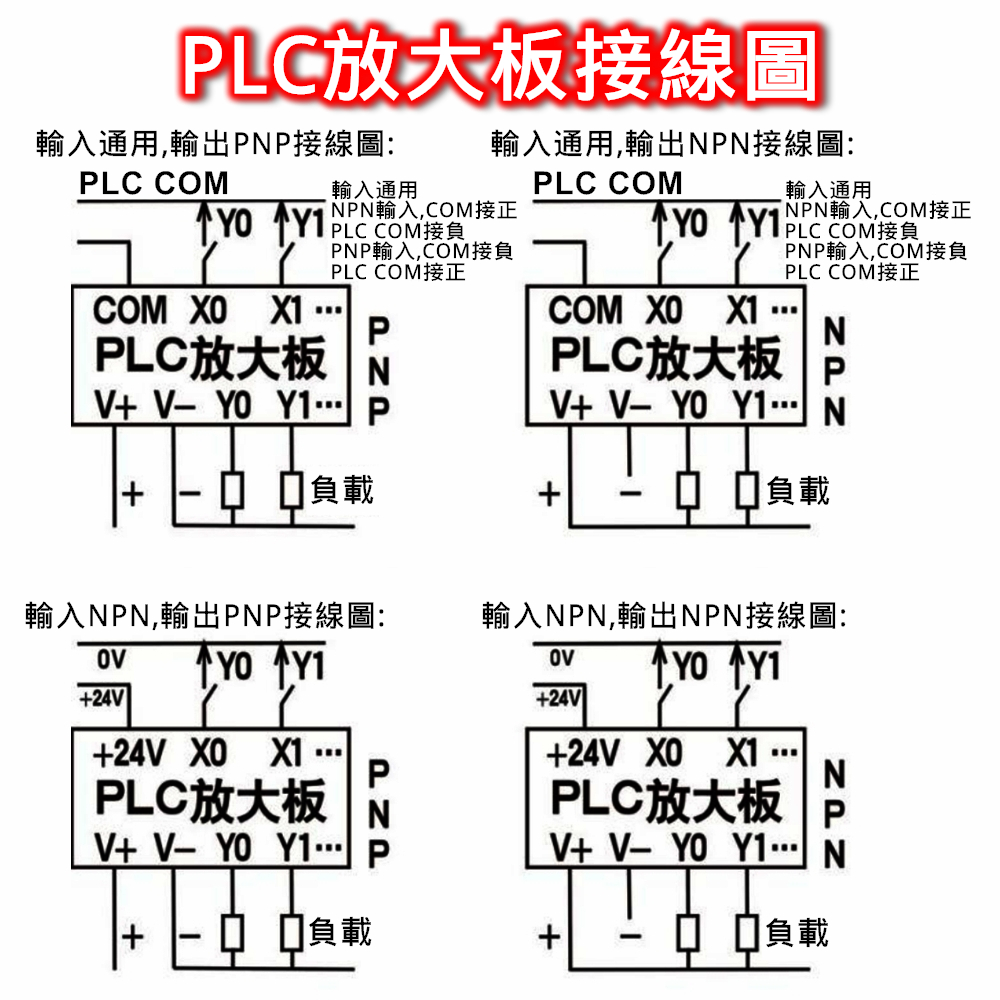 PLC放大板接線圖
輸入通用,輸出PNP接線圖:
PLC COM
輸入通用
NPN輸入,COM接正
PLC COM接負
PNP輸入,COM接負
PLC COM接正
Y0 Y1
COM X0 X1 ···
PLC放大板
V+ V− Y0 Y1···
PNP
+ − 負載
輸入通用,輸出NPN接線圖:
PLC COM
輸入通用
NPN輸入,COM接正
PLC COM接負
PNP輸入,COM接負
PLC COM接正
Y0 Y1
COM X0 X1 ···
PLC放大板
V+ V− Y0 Y1···
NPN
+ − 負載
輸入NPN,輸出PNP接線圖:
0V Y0 Y1
+24V
+24V X0 X1 ···
PLC放大板
V+ V− Y0 Y1···
PNP
+ − 負載
輸入NPN,輸出NPN接線圖:
0V Y0 Y1
+24V
+24V X0 X1 ···
PLC放大板
V+ V− Y0 Y1···
NPN
+ − 負載